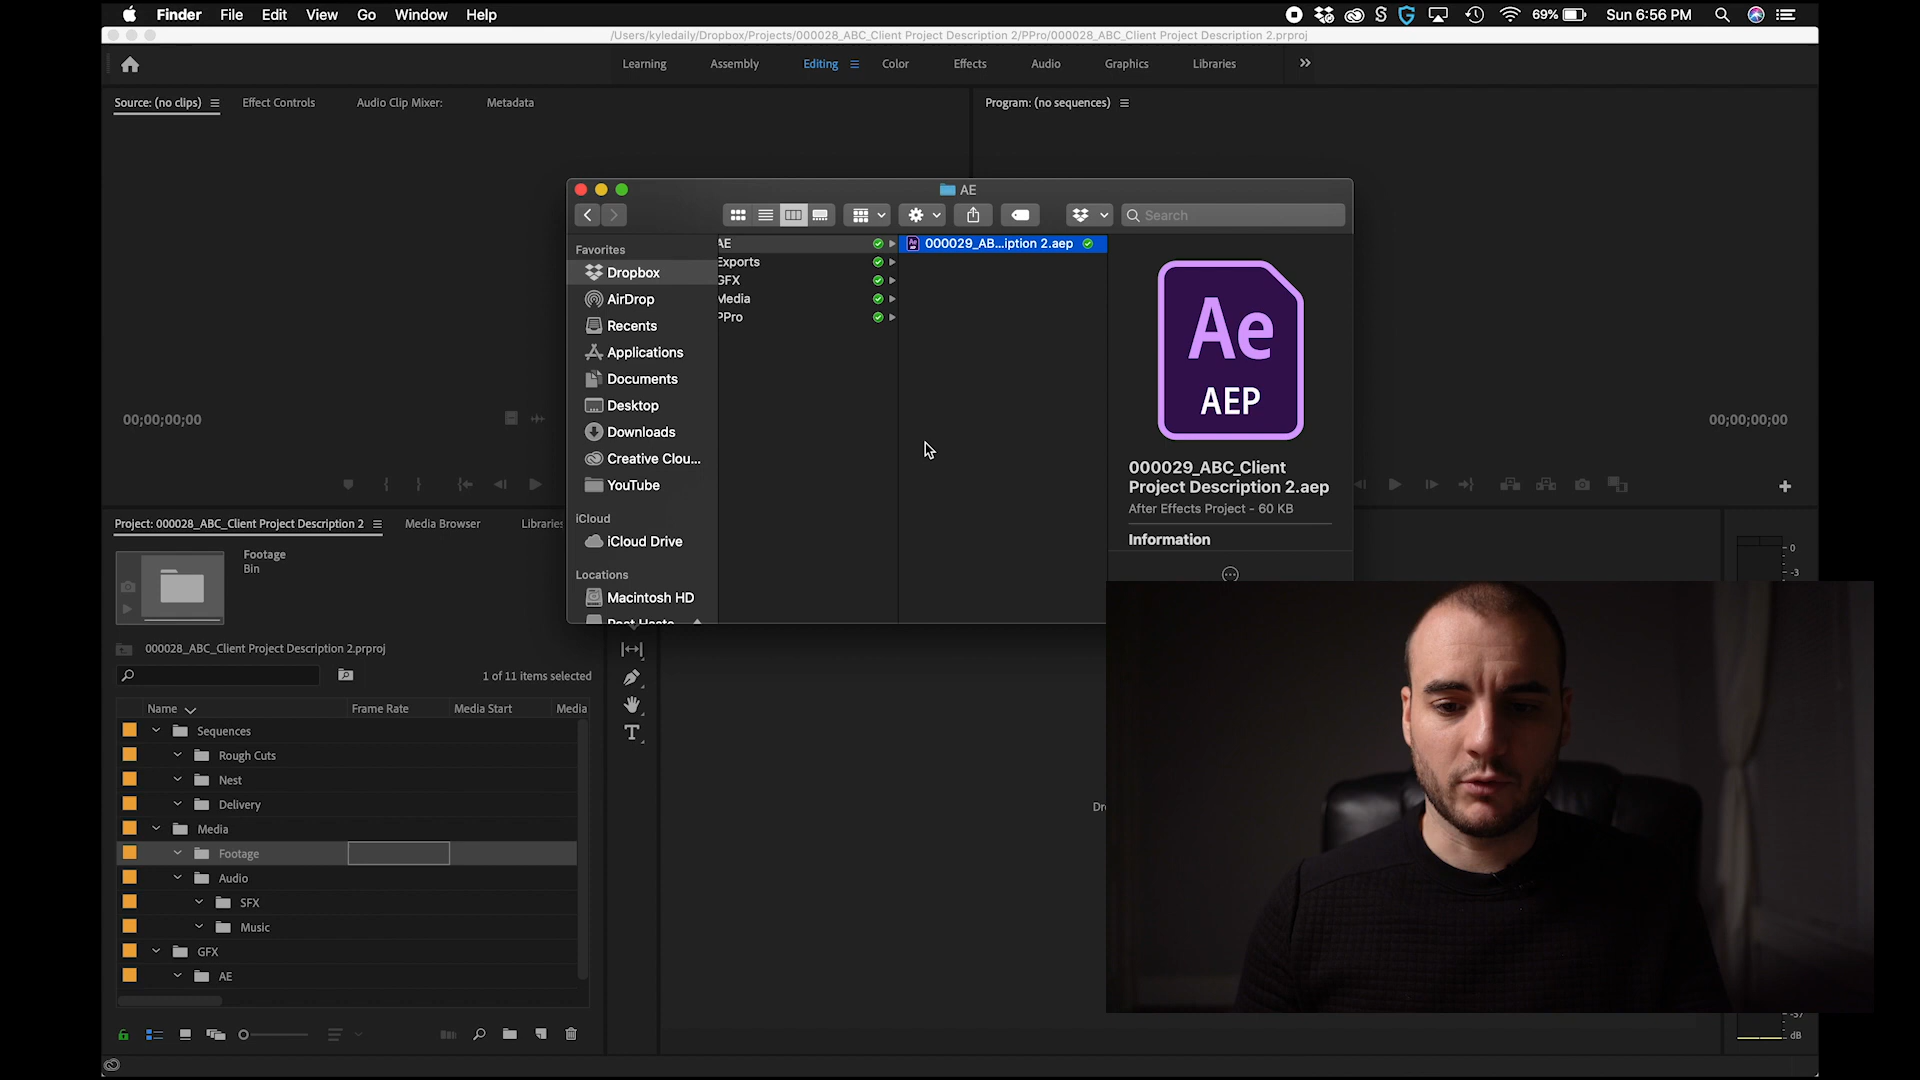 Finder File Edit View Go Window Help 69% Sun 6:56 PM
/Users/kyledaily/Dropbox/Projects/000028_ABC_Client Project Description 2/PPro/000028_ABC_Client Project Description 2.prproj
Learning Assembly Editing Color Effects Audio Graphics Libraries
Source: (no clips) Effect Controls Audio Clip Mixer: Metadata
Program: (no sequences)
AE
Search
Favorites
Dropbox
AirDrop
Recents
Applications
Documents
Desktop
Downloads
Creative Clou...
YouTube
iCloud
iCloud Drive
Locations
Macintosh HD
AE
Exports
GFX
Media
PPro
000029_AB...iption 2.aep
Ae
AEP
000029_ABC_Client
Project Description 2.aep
After Effects Project - 60 KB
Information
00;00;00;00
00;00;00;00
Project: 000028_ABC_Client Project Description 2 Media Browser Libraries
Footage
Bin
000028_ABC_Client Project Description 2.prproj
1 of 11 items selected
Name Frame Rate Media Start Media
Sequences
Rough Cuts
Nest
Delivery
Media
Footage
Audio
SFX
Music
GFX
AE
0
-3
dB